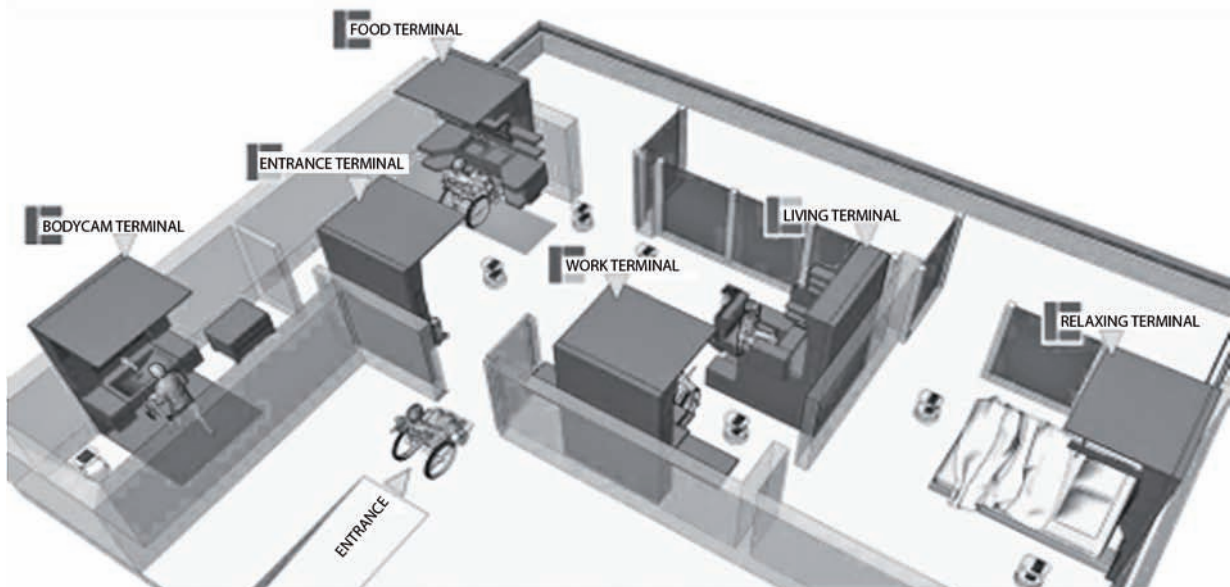 FOOD TERMINAL
ENTRANCE TERMINAL
BODYCAM TERMINAL
LIVING TERMINAL
WORK TERMINAL
RELAXING TERMINAL
ENTRANCE